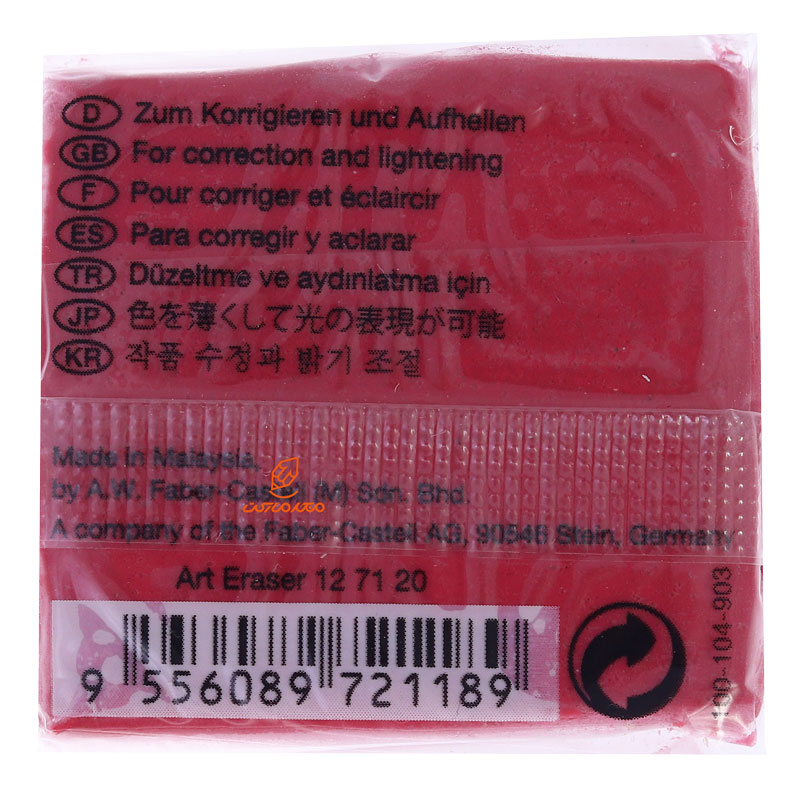 D Zum Korrigieren und Aufhellen
GB For correction and lightening
F Pour corriger et éclaircir
ES Para corregir y aclarar
TR Düzeltme ve aydınlatma için
JP 色を薄くして光の表現が可能
KR 작품 수정과 밝기 조절
Made in Malaysia.
by A.W. Faber-Castell (M) Sdn. Bhd.
A company of the Faber-Castell AG, 90546 Stein, Germany
Art Eraser 12 71 20
9 556089 721189
100-104-903